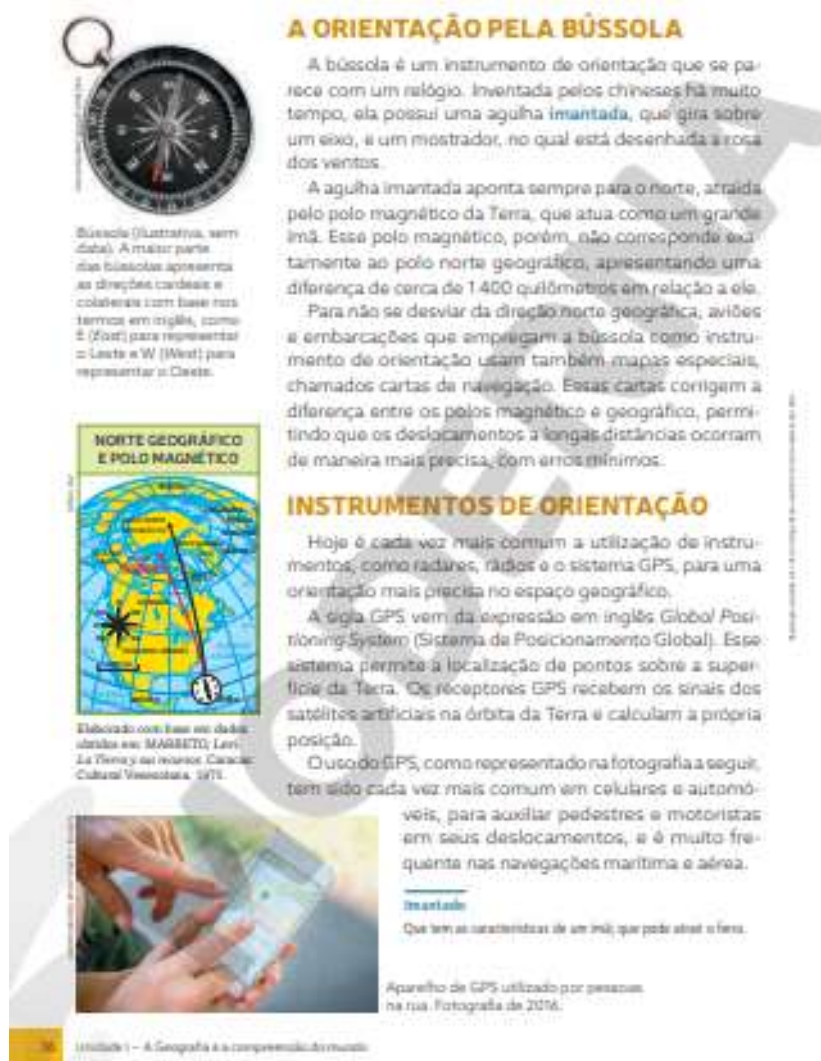 A ORIENTAÇÃO PELA BÚSSOLA
A bússola é um instrumento de orientação que se pa-
rece com um relógio. Inventada pelos chineses há muito
tempo, ela possui uma agulha imantada, que gira sobre
um eixo, e um mostrador, no qual está desenhada a rosa
dos ventos.
A agulha imantada aponta sempre para o norte, atraída
pelo polo magnético da Terra, que atua como um grande
ímã. Esse polo magnético, porém, não corresponde exa-
tamente ao polo norte geográfico, apresentando uma
diferença de cerca de 1 400 quilômetros em relação a ele.
Para não se desviar da direção norte geográfica, aviões
e embarcações que empregam a bússola como instru-
mento de orientação usam também mapas especiais,
chamados cartas de navegação. Essas cartas corrigem a
diferença entre os polos magnético e geográfico, permi-
tindo que os deslocamentos a longas distâncias ocorram
de maneira mais precisa, com erros mínimos.
Bússola (ilustrativa, sem
data). A maior parte
das bússolas apresenta
as direções cardeais e
colaterais com base nos
termos em inglês, como
E (East) para representar
o Leste e W (West) para
representar o Oeste.
NORTE GEOGRÁFICO
E POLO MAGNÉTICO
Elaborado com base em dados
obtidos em: MARRETO, Levi.
La Tierra y sus recursos. Caracas:
Cultural Venezolana, 1975.
INSTRUMENTOS DE ORIENTAÇÃO
Hoje é cada vez mais comum a utilização de instru-
mentos, como radares, rádios e o sistema GPS, para uma
orientação mais precisa no espaço geográfico.
A sigla GPS vem da expressão em inglês Global Posi-
tioning System (Sistema de Posicionamento Global). Esse
sistema permite a localização de pontos sobre a super-
fície da Terra. Os receptores GPS recebem os sinais dos
satélites artificiais na órbita da Terra e calculam a própria
posição.
O uso do GPS, como representado na fotografia a seguir,
tem sido cada vez mais comum em celulares e automó-
veis, para auxiliar pedestres e motoristas
em seus deslocamentos, e é muito fre-
quente nas navegações marítima e aérea.
Imantado
Que tem as características de um ímã; que pode atrair o ferro.
Aparelho de GPS utilizado por pessoas
na rua. Fotografia de 2016.
Unidade I – A Geografia e a compreensão do mundo
MODERNA